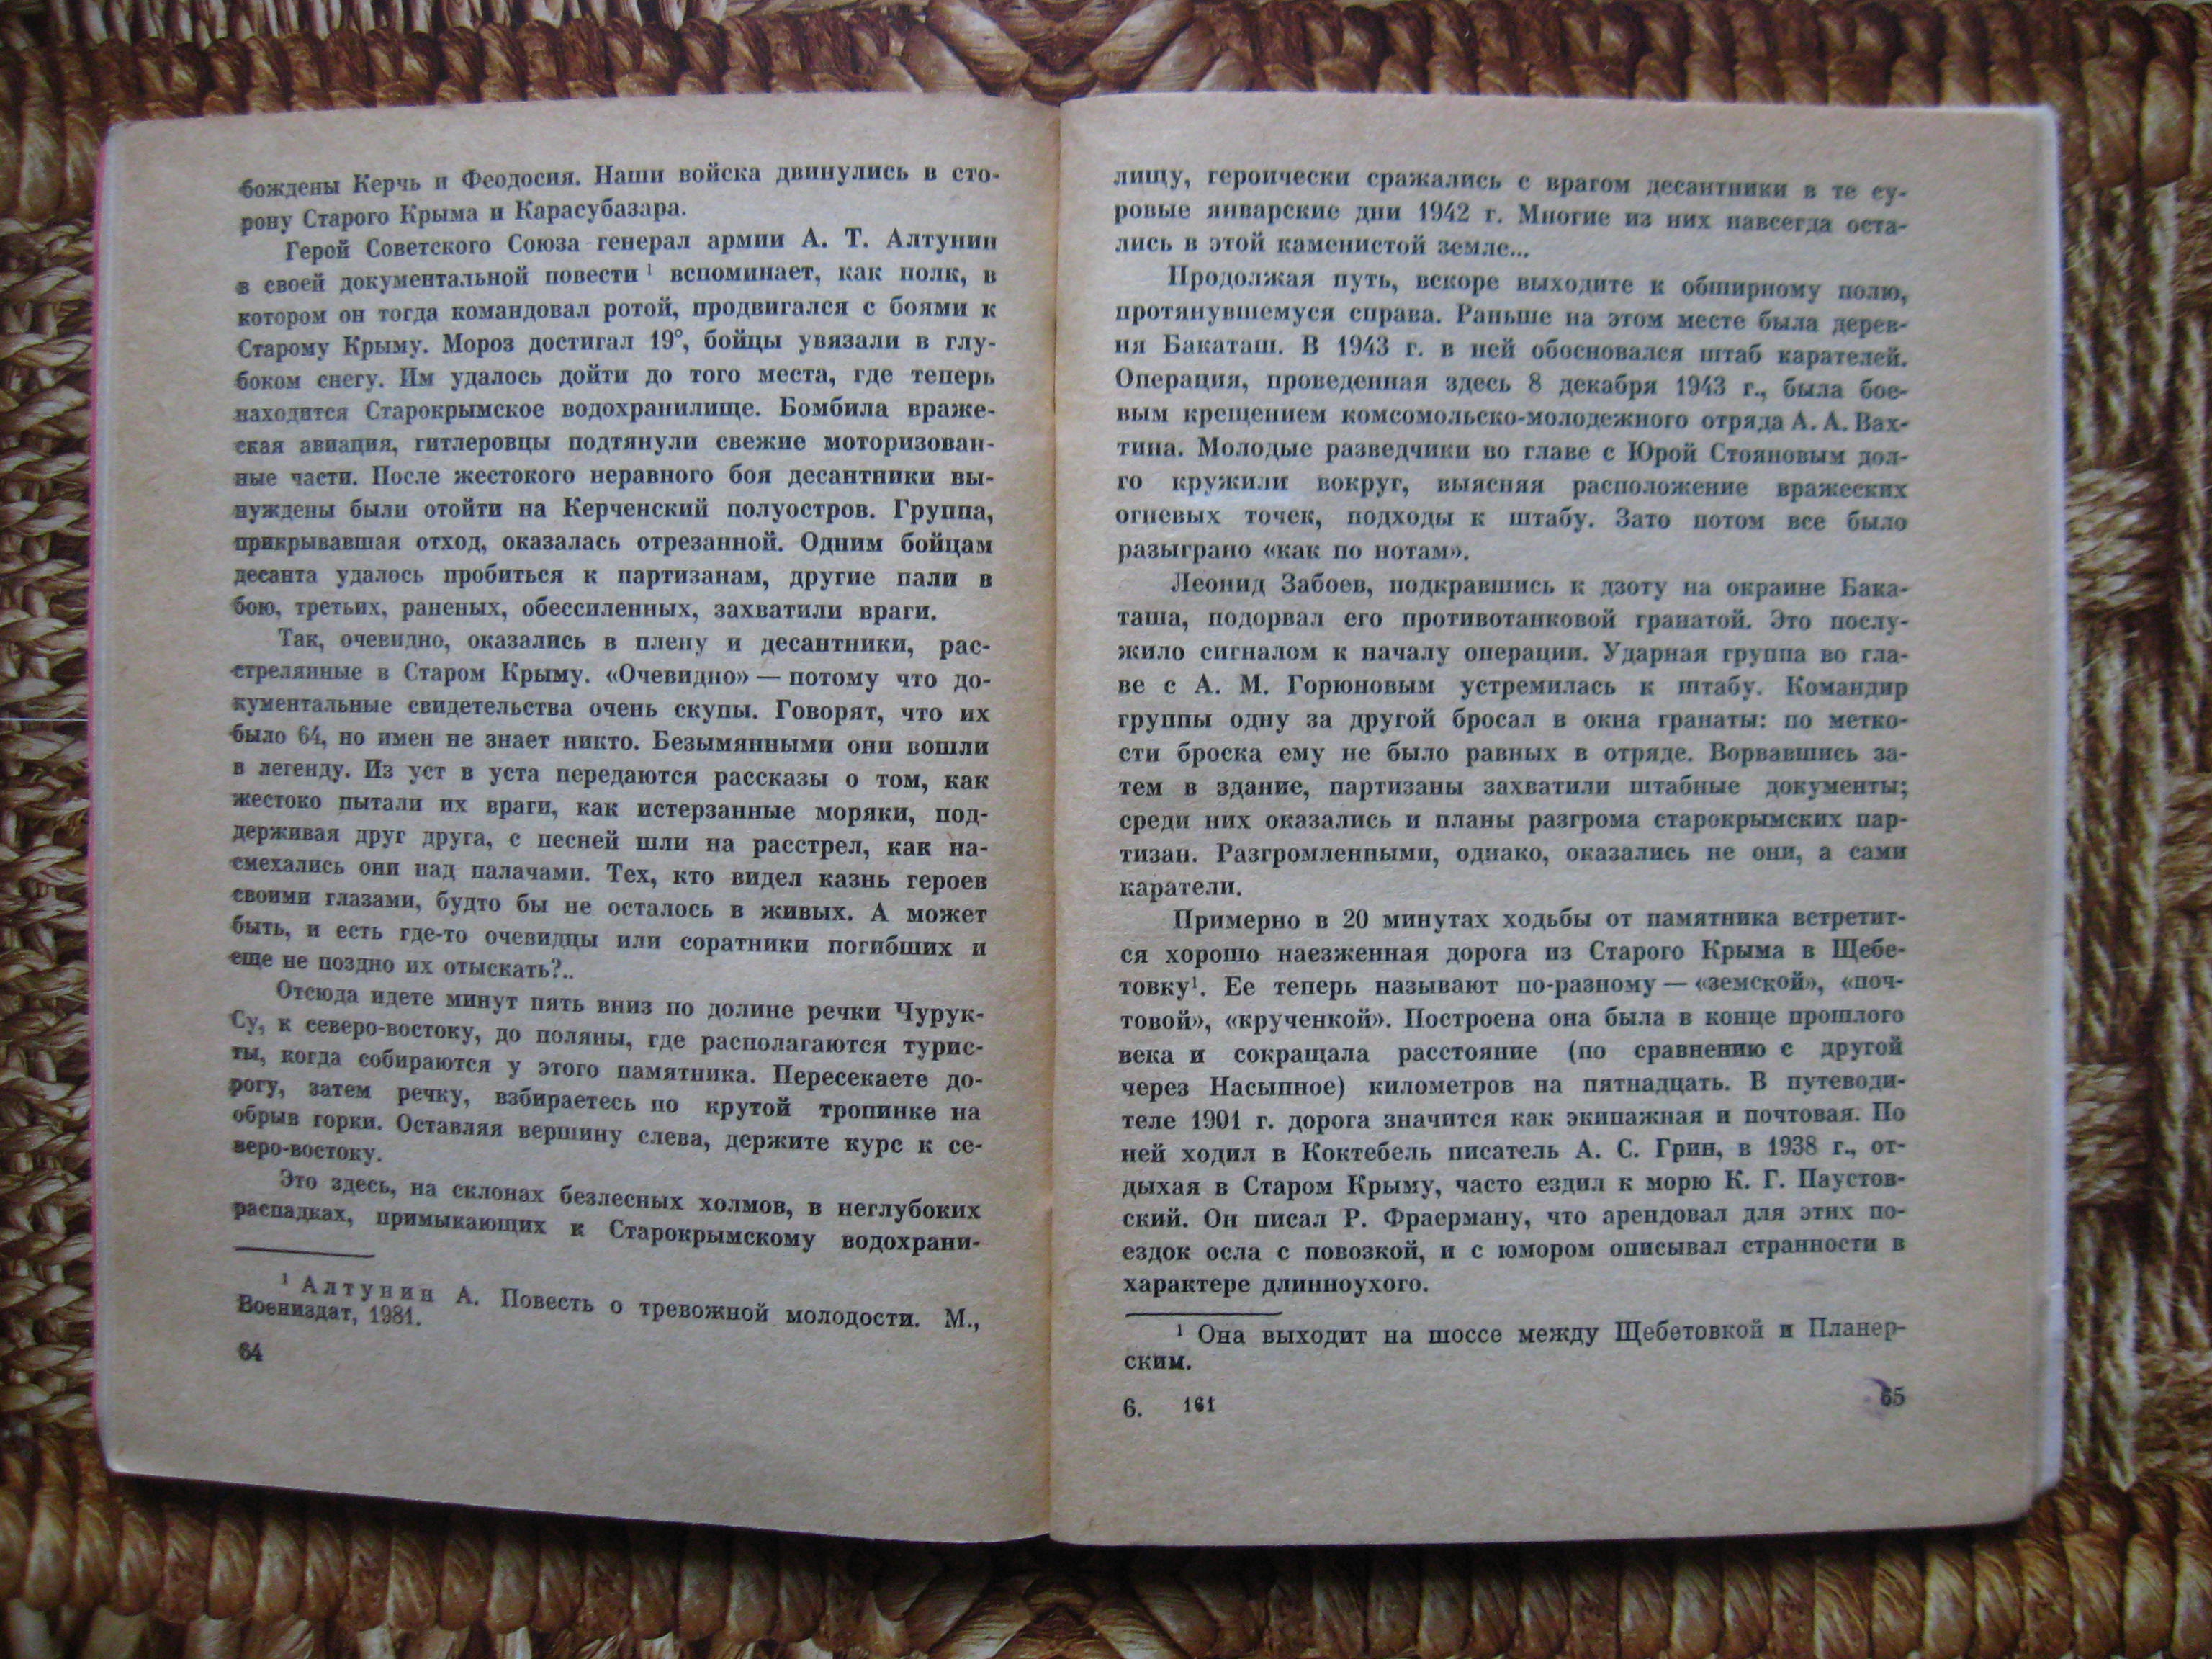 бождены Керчь и Феодосия. Наши войска двинулись в сто-
рону Старого Крыма и Карасубазара.
Герой Советского Союза генерал армии А. Т. Алтунин
в своей документальной повести ¹ вспоминает, как полк, в
котором он тогда командовал ротой, продвигался с боями к
Старому Крыму. Мороз достигал 19°, бойцы увязали в глу-
боком снегу. Им удалось дойти до того места, где теперь
находится Старокрымское водохранилище. Бомбила враже-
ская авиация, гитлеровцы подтянули свежие моторизован-
ные части. После жестокого неравного боя десантники вы-
нуждены были отойти на Керченский полуостров. Группа,
прикрывавшая отход, оказалась отрезанной. Одним бойцам
десанта удалось пробиться к партизанам, другие пали в
бою, третьих, раненых, обессиленных, захватили враги.
Так, очевидно, оказались в плену и десантники, рас-
стрелянные в Старом Крыму. «Очевидно» — потому что до-
кументальные свидетельства очень скупы. Говорят, что их
было 64, но имен не знает никто. Безымянными они вошли
в легенду. Из уст в уста передаются рассказы о том, как
жестоко пытали их враги, как истерзанные моряки, под-
держивая друг друга, с песней шли на расстрел, как на-
смехались они над палачами. Тех, кто видел казнь героев
своими глазами, будто бы не осталось в живых. А может
быть, и есть где-то очевидцы или соратники погибших и
еще не поздно их отыскать?..
Отсюда идете минут пять вниз по долине речки Чурук-
Су, к северо-востоку, до поляны, где располагаются турис-
ты, когда собираются у этого памятника. Пересекаете до-
рогу, затем речку, взбираетесь по крутой тропинке на
обрыв горки. Оставляя вершину слева, держите курс к се-
веро-востоку.
Это здесь, на склонах безлесных холмов, в неглубоких
распадках, примыкающих к Старокрымскому водохрани-
¹ Алтунин А. Повесть о тревожной молодости. М.,
Воениздат, 1981.
64
лищу, героически сражались с врагом десантники в те су-
ровые январские дни 1942 г. Многие из них навсегда оста-
лись в этой каменистой земле...
Продолжая путь, вскоре выходите к обширному полю,
протянувшемуся справа. Раньше на этом месте была дерев-
ня Бакаташ. В 1943 г. в ней обосновался штаб карателей.
Операция, проведенная здесь 8 декабря 1943 г., была бое-
вым крещением комсомольско-молодежного отряда А. А. Вах-
тина. Молодые разведчики во главе с Юрой Стояновым дол-
го кружили вокруг, выясняя расположение вражеских
огневых точек, подходы к штабу. Зато потом все было
разыграно «как по нотам».
Леонид Забоев, подкравшись к дзоту на окраине Бака-
таша, подорвал его противотанковой гранатой. Это послу-
жило сигналом к началу операции. Ударная группа во гла-
ве с А. М. Горюновым устремилась к штабу. Командир
группы одну за другой бросал в окна гранаты: по метко-
сти броска ему не было равных в отряде. Ворвавшись за-
тем в здание, партизаны захватили штабные документы;
среди них оказались и планы разгрома старокрымских пар-
тизан. Разгромленными, однако, оказались не они, а сами
каратели.
Примерно в 20 минутах ходьбы от памятника встретит-
ся хорошо наезженная дорога из Старого Крыма в Щебе-
товку¹. Ее теперь называют по-разному — «земской», «поч-
товой», «крученкой». Построена она была в конце прошлого
века и сокращала расстояние (по сравнению с другой
через Насыпное) километров на пятнадцать. В путеводи-
теле 1901 г. дорога значится как экипажная и почтовая. По
ней ходил в Коктебель писатель А. С. Грин, в 1938 г., от-
дыхая в Старом Крыму, часто ездил к морю К. Г. Паустов-
ский. Он писал Р. Фраерману, что арендовал для этих по-
ездок осла с повозкой, и с юмором описывал странности в
характере длинноухого.
¹ Она выходит на шоссе между Щебетовкой и Планер-
ским.
6. 161
65